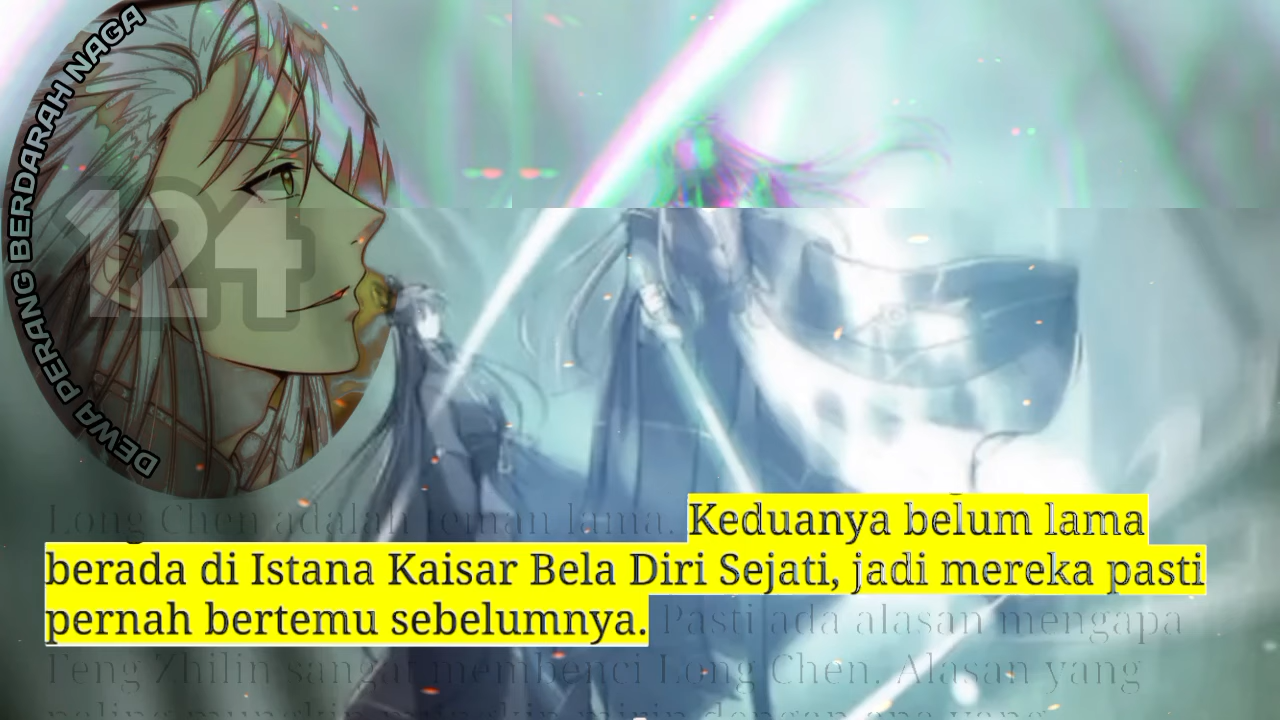 DEWA PERANG BERDARAH NAGA
124
Long Chen adalah teman lama. Keduanya belum lama
berada di Istana Kaisar Bela Diri Sejati, jadi mereka pasti
pernah bertemu sebelumnya. Pasti ada alasan mengapa
Feng Zhilin sangat membenci Long Chen. Alasan yang
paling mungkin